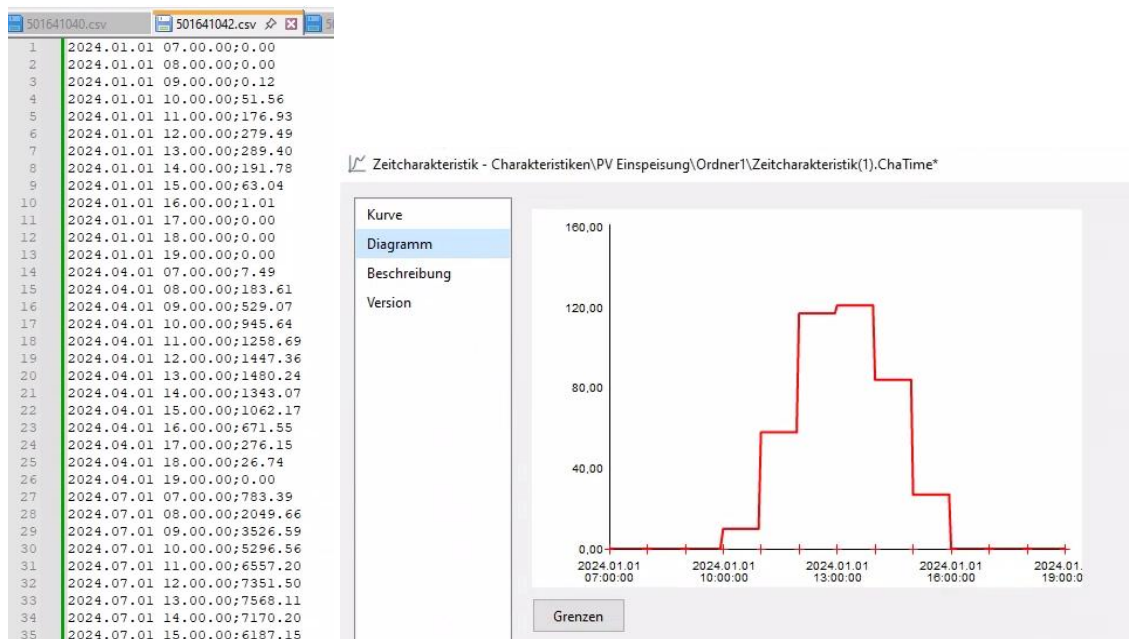 501641040.csv
501641042.csv
1 2024.01.01 07.00.00;0.00
2 2024.01.01 08.00.00;0.00
3 2024.01.01 09.00.00;0.12
4 2024.01.01 10.00.00;51.56
5 2024.01.01 11.00.00;176.93
6 2024.01.01 12.00.00;279.49
7 2024.01.01 13.00.00;289.40
8 2024.01.01 14.00.00;191.78
9 2024.01.01 15.00.00;63.04
10 2024.01.01 16.00.00;1.01
11 2024.01.01 17.00.00;0.00
12 2024.01.01 18.00.00;0.00
13 2024.01.01 19.00.00;0.00
14 2024.04.01 07.00.00;7.49
15 2024.04.01 08.00.00;183.61
16 2024.04.01 09.00.00;529.07
17 2024.04.01 10.00.00;945.64
18 2024.04.01 11.00.00;1258.69
19 2024.04.01 12.00.00;1447.36
20 2024.04.01 13.00.00;1480.24
21 2024.04.01 14.00.00;1343.07
22 2024.04.01 15.00.00;1062.17
23 2024.04.01 16.00.00;671.55
24 2024.04.01 17.00.00;276.15
25 2024.04.01 18.00.00;26.74
26 2024.04.01 19.00.00;0.00
27 2024.07.01 07.00.00;783.39
28 2024.07.01 08.00.00;2049.66
29 2024.07.01 09.00.00;3526.59
30 2024.07.01 10.00.00;5296.56
31 2024.07.01 11.00.00;6557.20
32 2024.07.01 12.00.00;7351.50
33 2024.07.01 13.00.00;7568.11
34 2024.07.01 14.00.00;7170.20
35 2024.07.01 15.00.00;6187.15
Zeitcharakteristik - Charakteristiken\PV Einspeisung\Ordner1\Zeitcharakteristik(1).ChaTime*
Kurve
Diagramm
Beschreibung
Version
160,00
120,00
80,00
40,00
0,00
2024.01.01 2024.01.01 2024.01.01 2024.01.01 2024.01.
07:00:00 10:00:00 13:00:00 16:00:00 19:00:0
Grenzen